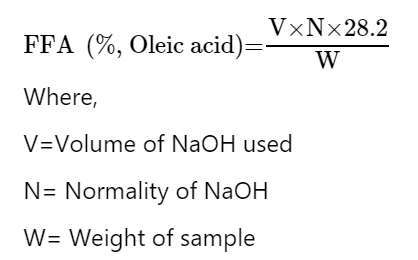 FFA (%, Oleic acid)=V×N×28.2/W
Where,
V=Volume of NaOH used
N= Normality of NaOH
W= Weight of sample